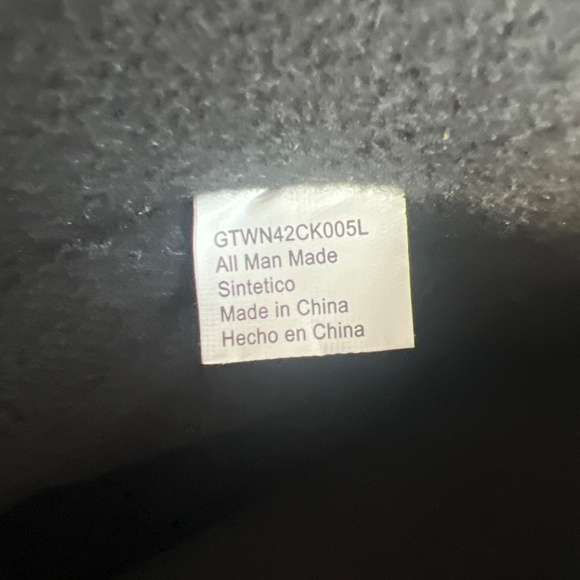 GTWN42CK005L
All Man Made
Sintetico
Made in China
Hecho en China